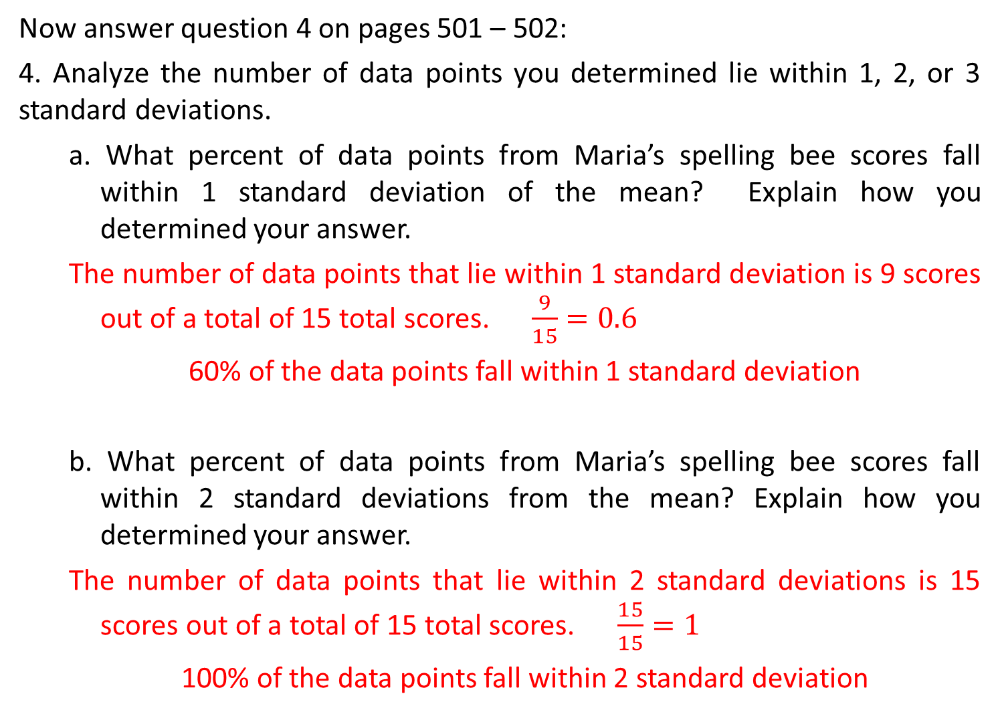 Now answer question 4 on pages 501 – 502:
4. Analyze the number of data points you determined lie within 1, 2, or 3
standard deviations.
a. What percent of data points from Maria’s spelling bee scores fall
within 1 standard deviation of the mean? Explain how you
determined your answer.
The number of data points that lie within 1 standard deviation is 9 scores
out of a total of 15 total scores. 9/15 = 0.6
60% of the data points fall within 1 standard deviation
b. What percent of data points from Maria’s spelling bee scores fall
within 2 standard deviations from the mean? Explain how you
determined your answer.
The number of data points that lie within 2 standard deviations is 15
scores out of a total of 15 total scores. 15/15 = 1
100% of the data points fall within 2 standard deviation